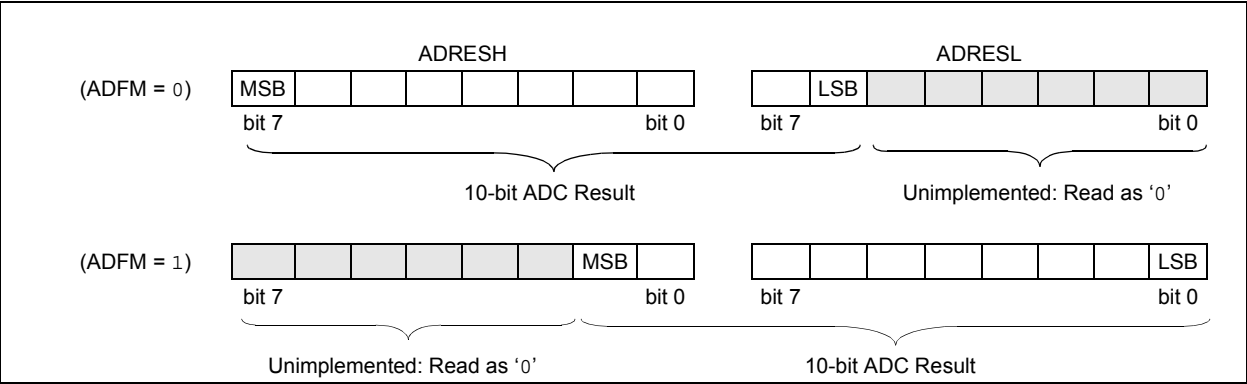 ADRESH ADRESL
(ADFM = 0) MSB LSB
bit 7 bit 0 bit 7 bit 0
10-bit ADC Result Unimplemented: Read as ‘0’
(ADFM = 1) MSB LSB
bit 7 bit 0 bit 7 bit 0
Unimplemented: Read as ‘0’ 10-bit ADC Result